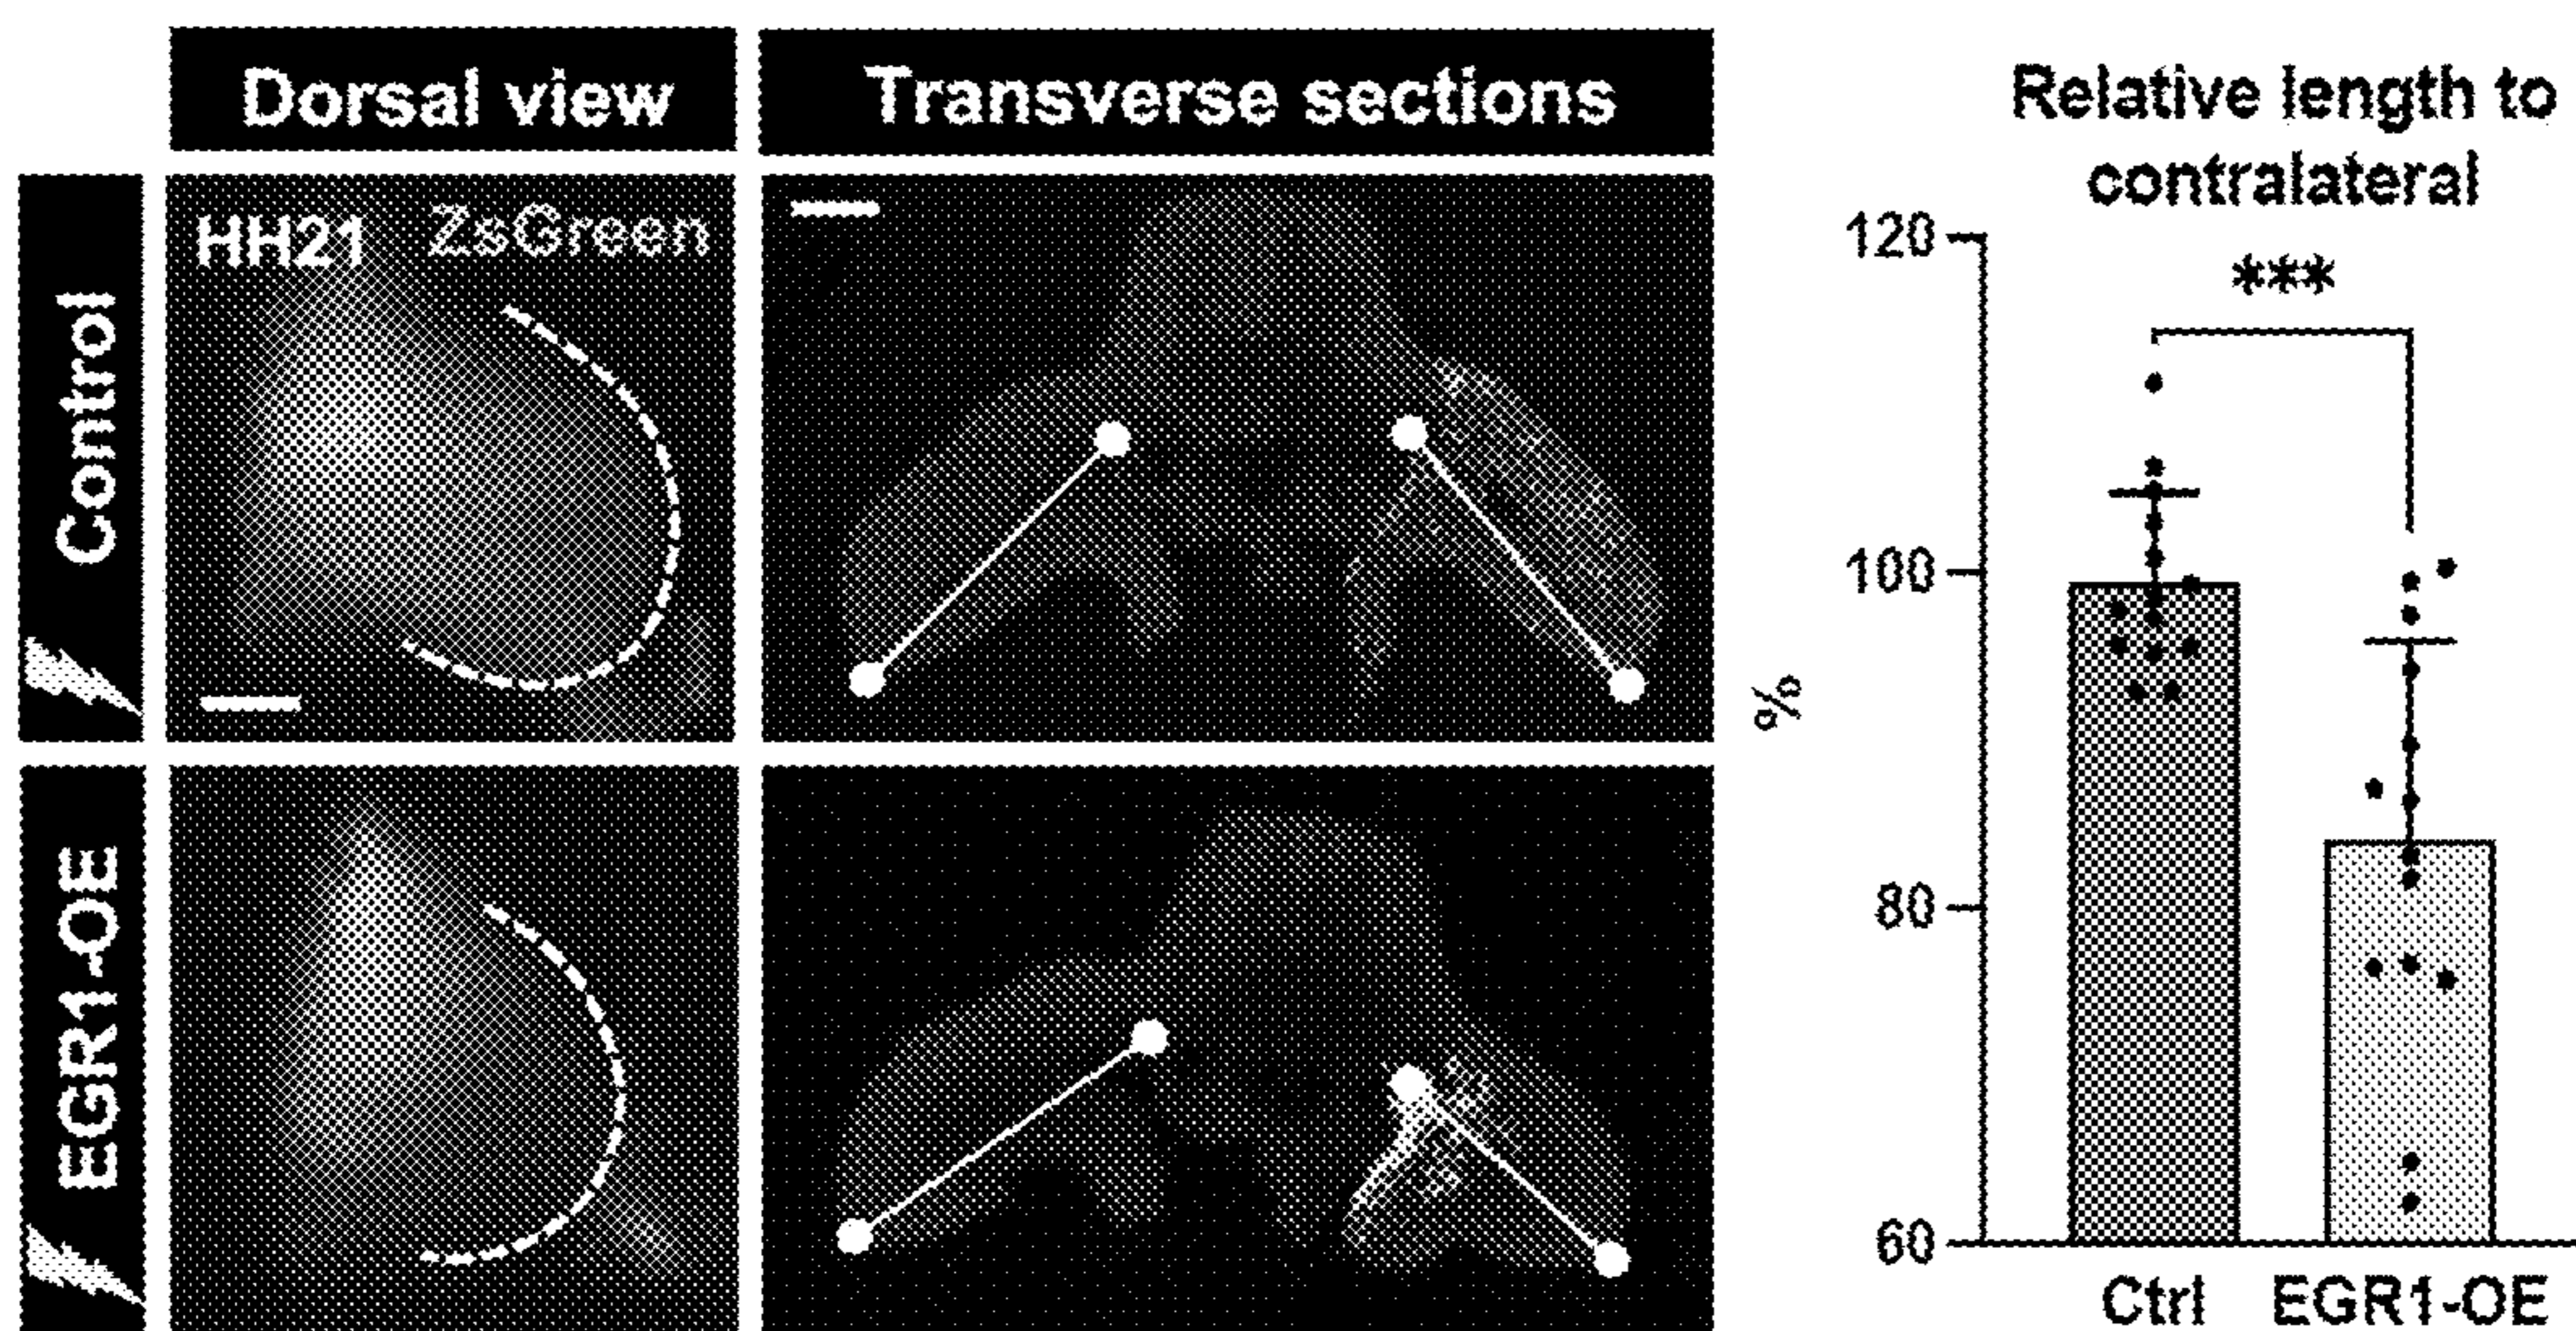 Dorsal view
Transverse sections
Control
HH21
ZsGreen
EGR1-OE
Relative length to
contralateral
***
120
100
80
60
%
Ctrl
EGR1-OE